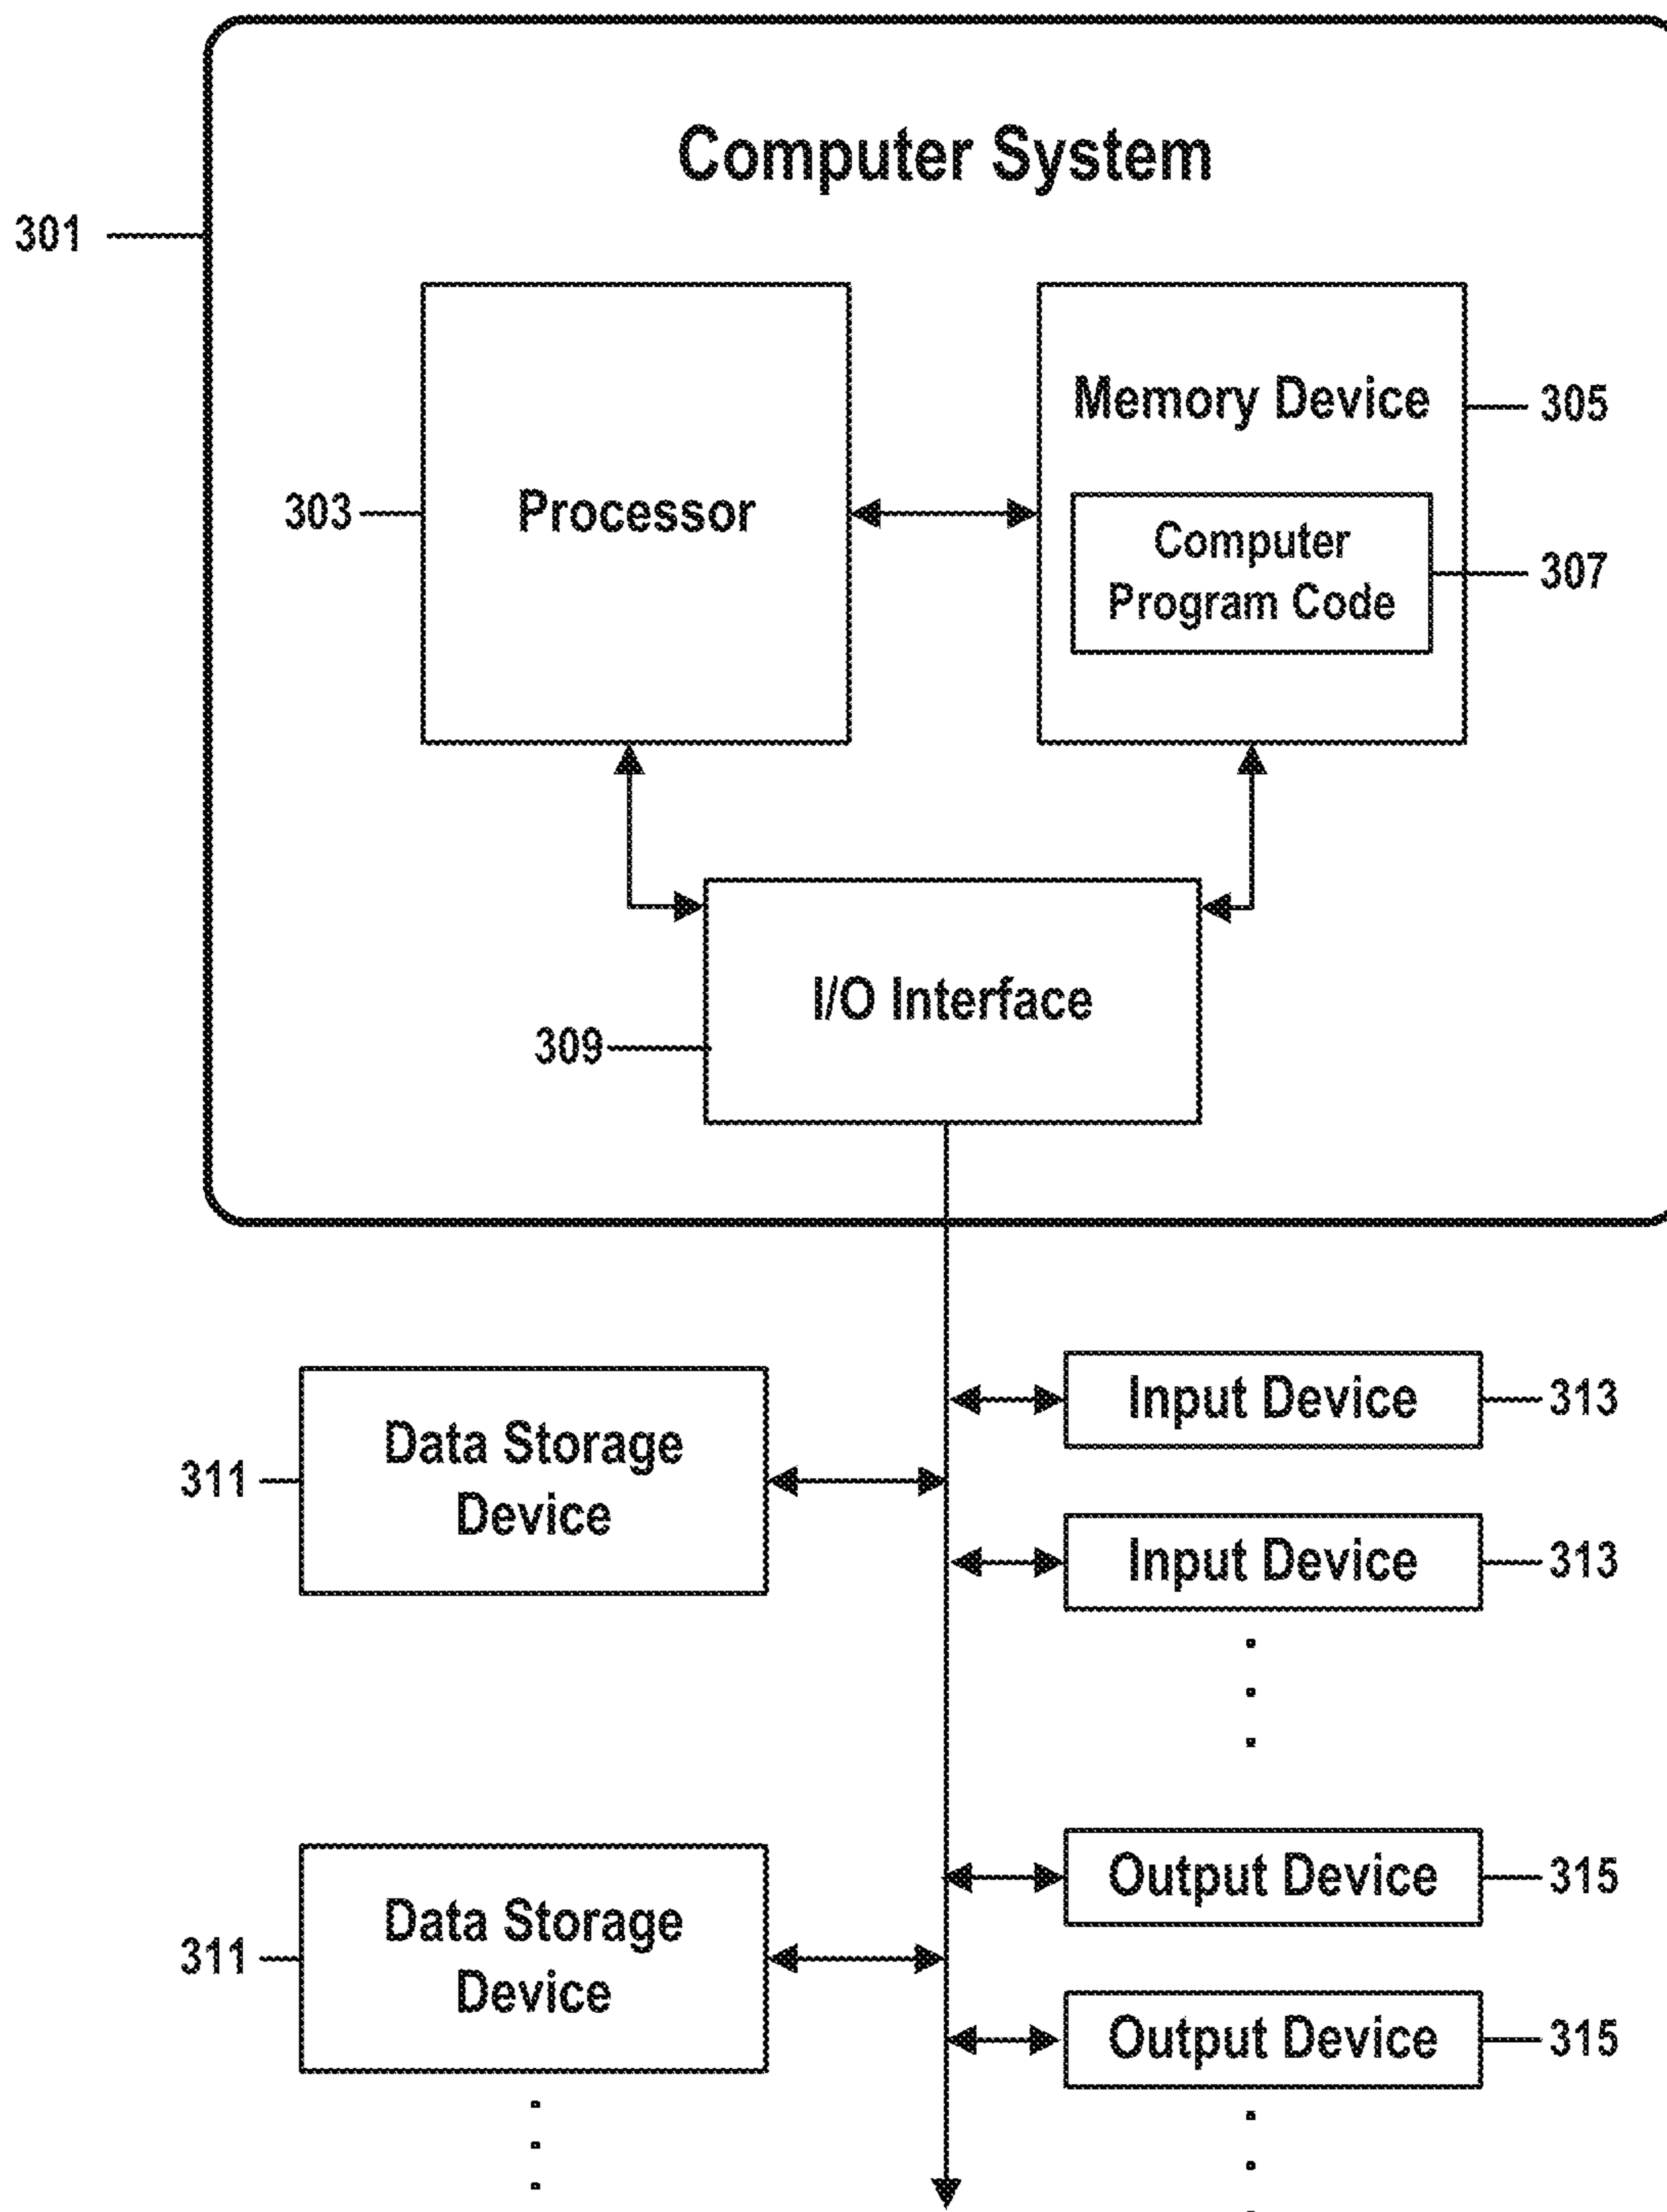 Computer System
301
303
Processor
Memory Device
305
Computer
Program Code
307
I/O Interface
309
Data Storage
Device
311
Input Device
313
Input Device
313
Data Storage
Device
311
Output Device
315
Output Device
315